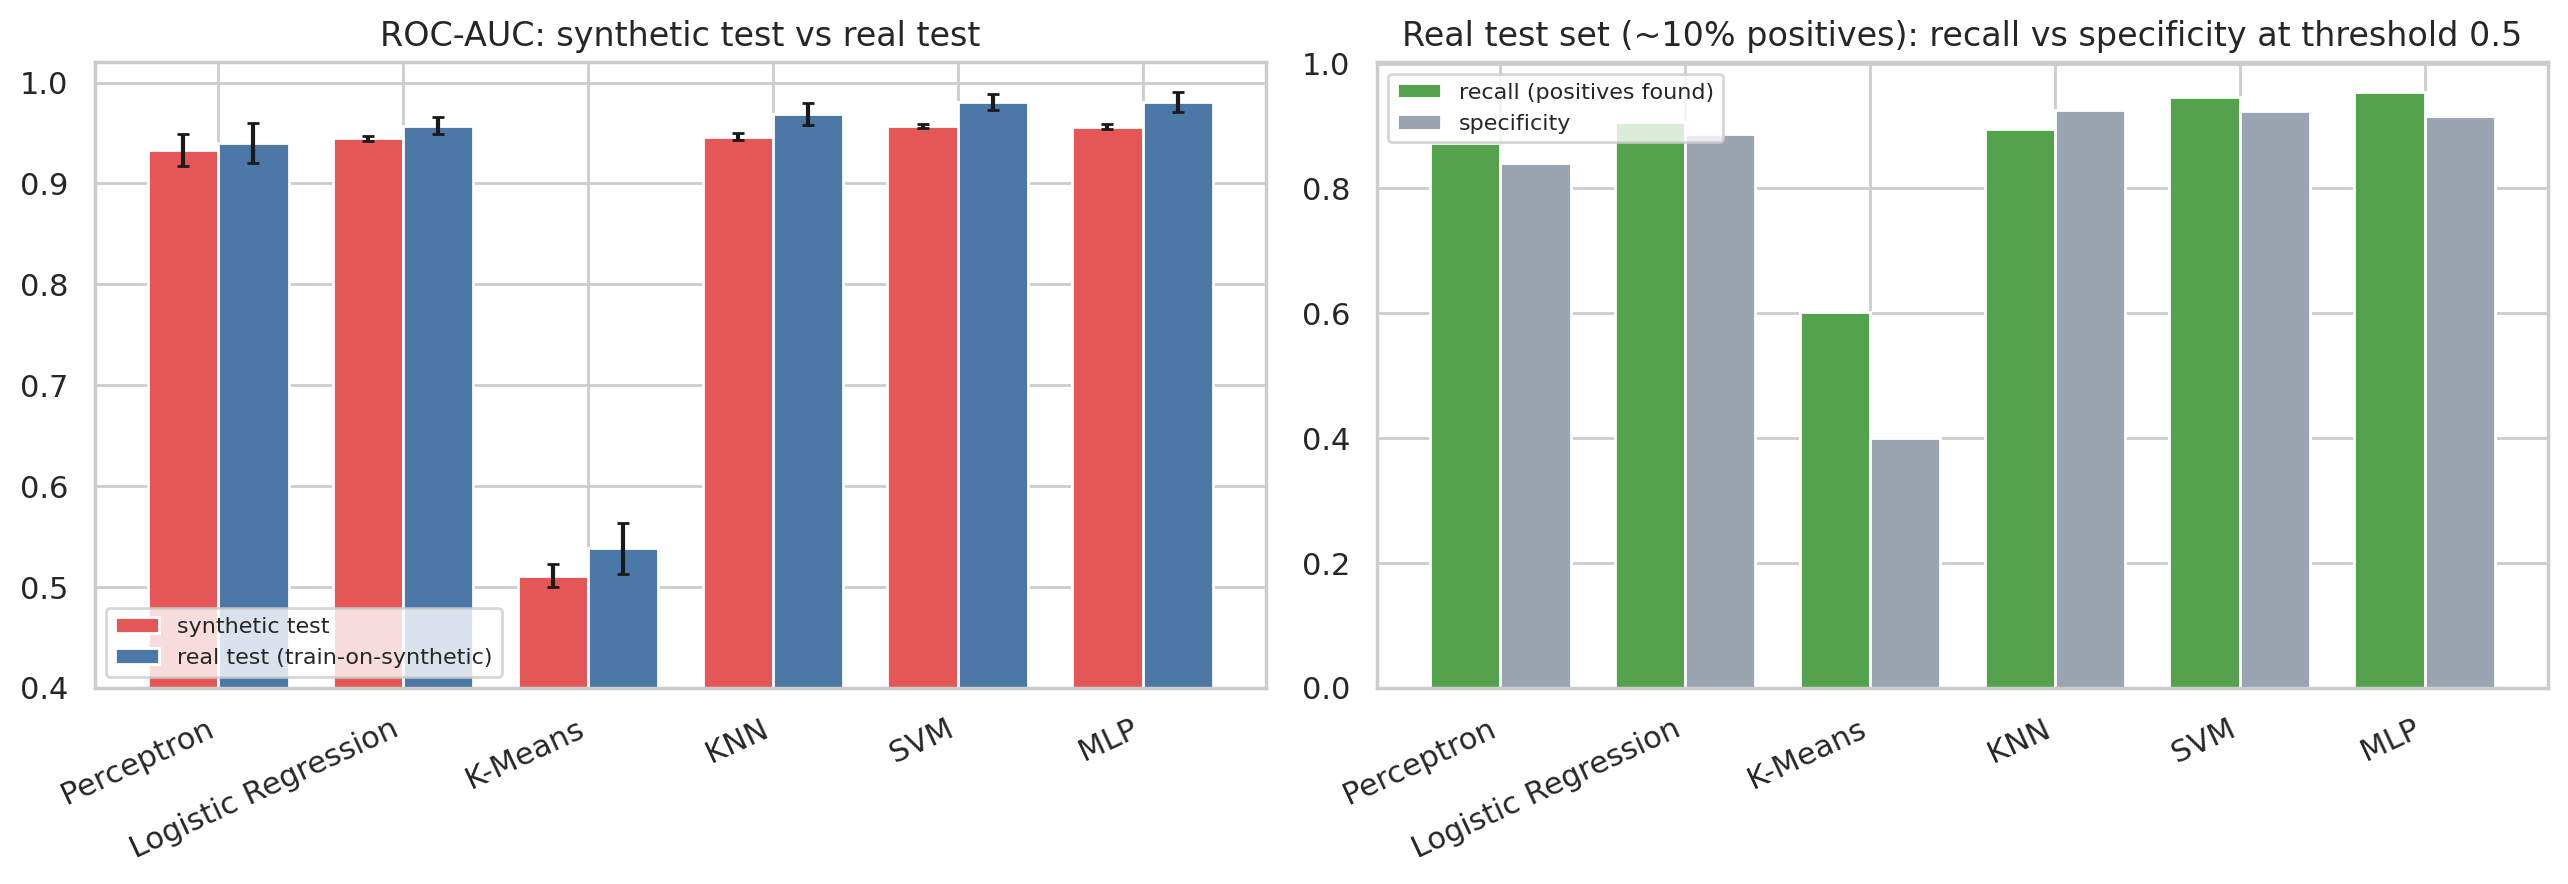 ROC-AUC: synthetic test vs real test
1.0
0.9
0.8
0.7
0.6
0.5
0.4
synthetic test
real test (train-on-synthetic)
Perceptron
Logistic Regression
K-Means
KNN
SVM
MLP
Real test set (~10% positives): recall vs specificity at threshold 0.5
1.0
0.8
0.6
0.4
0.2
0.0
recall (positives found)
specificity
Perceptron
Logistic Regression
K-Means
KNN
SVM
MLP